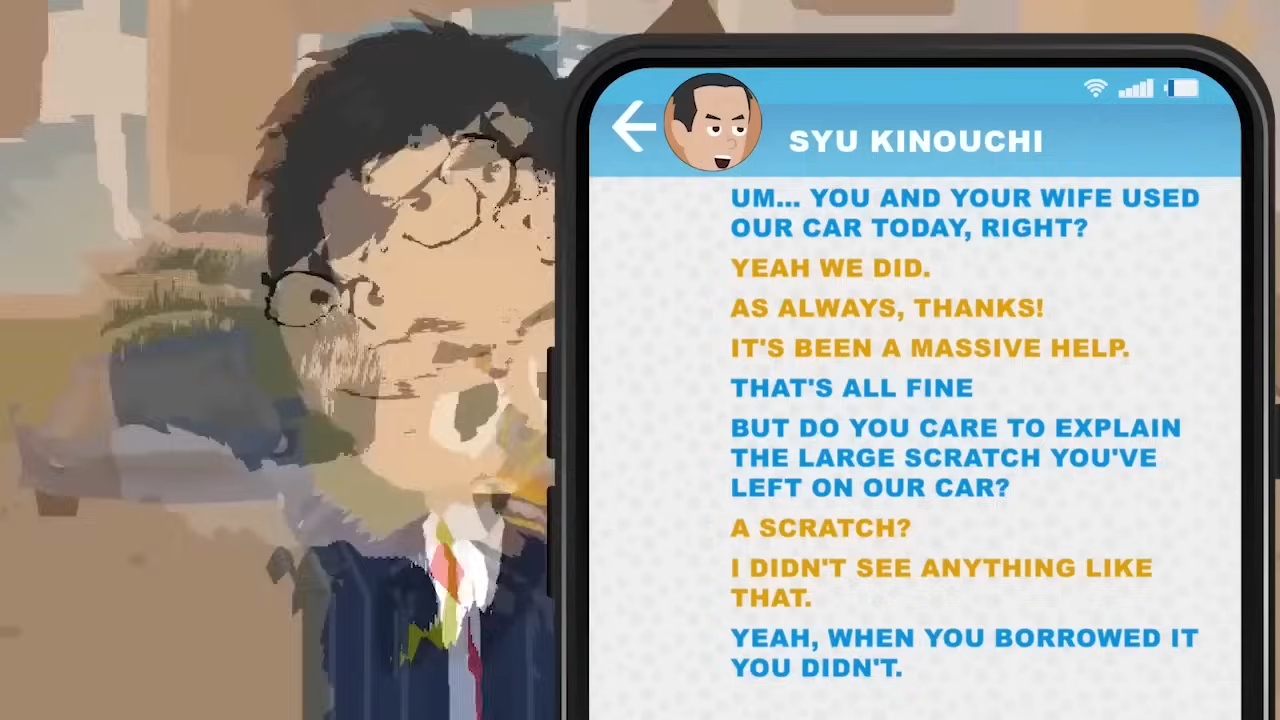 SYU KINOUCHI
UM... YOU AND YOUR WIFE USED
OUR CAR TODAY, RIGHT?
YEAH WE DID.
AS ALWAYS, THANKS!
IT'S BEEN A MASSIVE HELP.
THAT'S ALL FINE
BUT DO YOU CARE TO EXPLAIN
THE LARGE SCRATCH YOU'VE
LEFT ON OUR CAR?
A SCRATCH?
I DIDN'T SEE ANYTHING LIKE
THAT.
YEAH, WHEN YOU BORROWED IT
YOU DIDN'T.